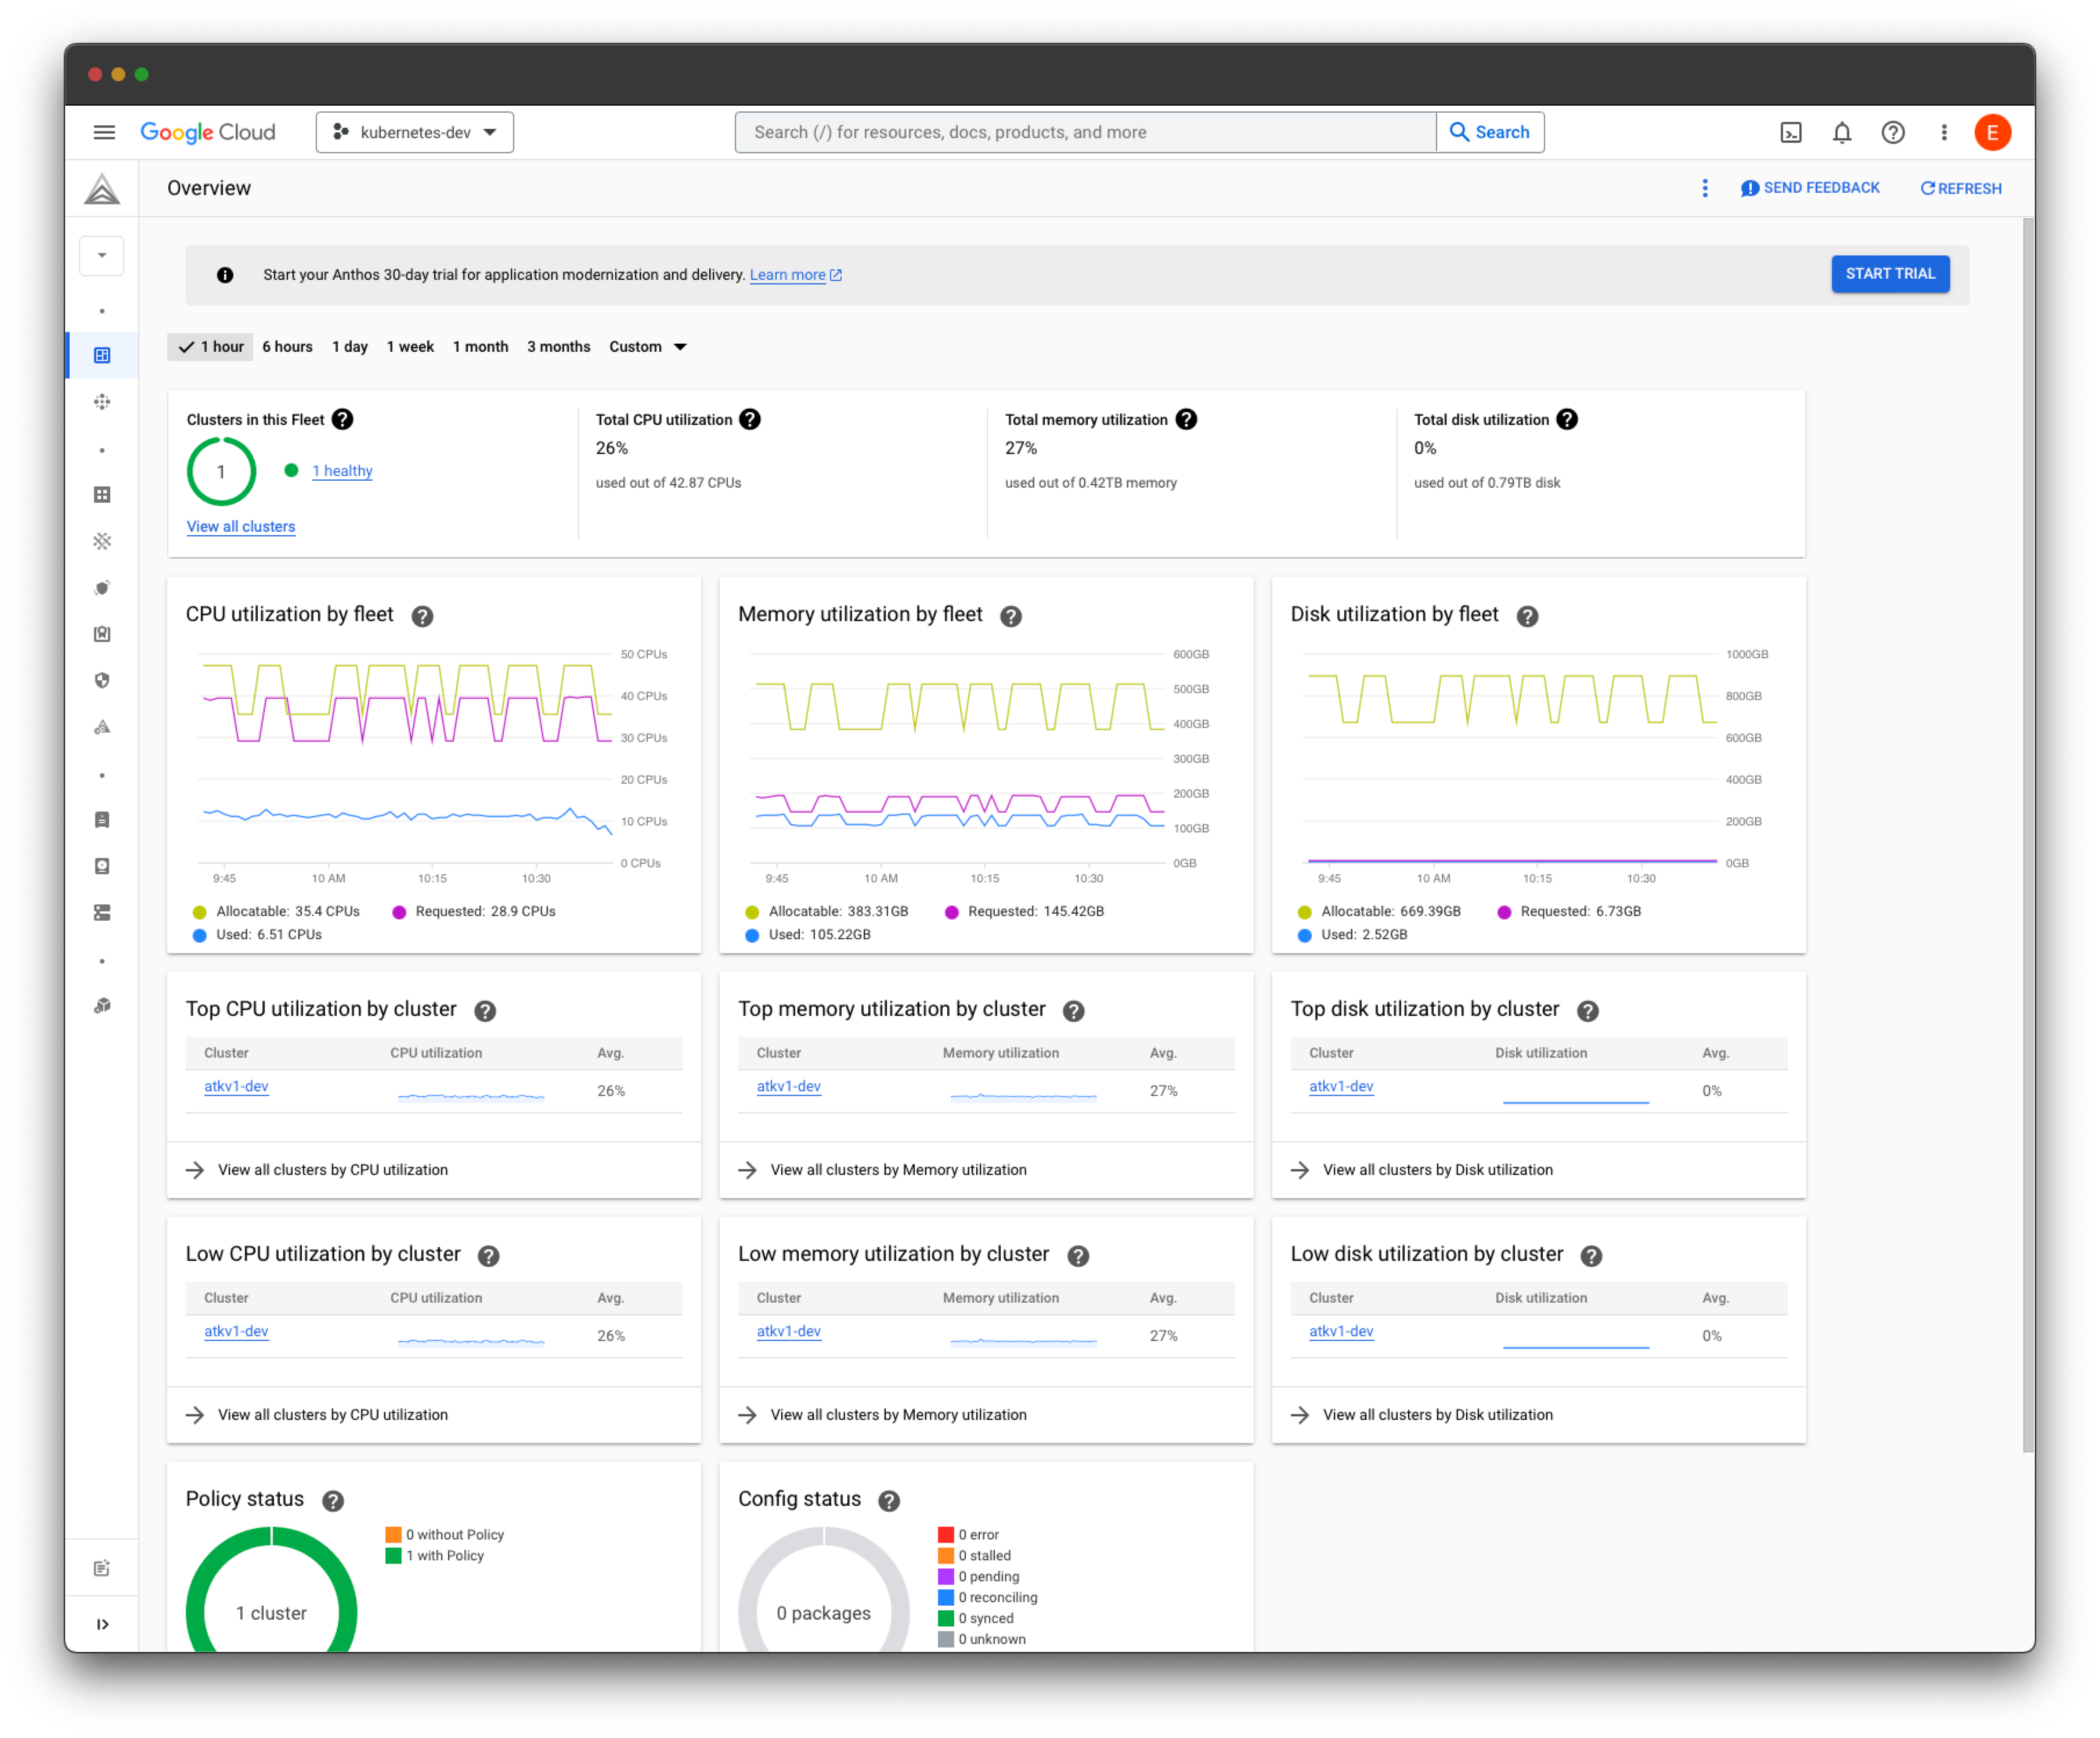 Google Cloud
kubernetes-dev
Search (/) for resources, docs, products, and more
Search
E
Overview
SEND FEEDBACK
REFRESH
Start your Anthos 30-day trial for application modernization and delivery. Learn more
START TRIAL
1 hour 6 hours 1 day 1 week 1 month 3 months Custom
Clusters in this Fleet
1
1 healthy
View all clusters
Total CPU utilization
26%
used out of 42.87 CPUs
Total memory utilization
27%
used out of 0.42TB memory
Total disk utilization
0%
used out of 0.79TB disk
CPU utilization by fleet
50 CPUs
40 CPUs
30 CPUs
20 CPUs
10 CPUs
0 CPUs
9:45 10 AM 10:15 10:30
Allocatable: 35.4 CPUs Requested: 28.9 CPUs
Used: 6.51 CPUs
Memory utilization by fleet
600GB
500GB
400GB
300GB
200GB
100GB
0GB
9:45 10 AM 10:15 10:30
Allocatable: 383.31GB Requested: 145.42GB
Used: 105.22GB
Disk utilization by fleet
1000GB
800GB
600GB
400GB
200GB
0GB
9:45 10 AM 10:15 10:30
Allocatable: 669.39GB Requested: 6.73GB
Used: 2.52GB
Top CPU utilization by cluster
Cluster CPU utilization Avg.
atkv1-dev 26%
View all clusters by CPU utilization
Top memory utilization by cluster
Cluster Memory utilization Avg.
atkv1-dev 27%
View all clusters by Memory utilization
Top disk utilization by cluster
Cluster Disk utilization Avg.
atkv1-dev 0%
View all clusters by Disk utilization
Low CPU utilization by cluster
Cluster CPU utilization Avg.
atkv1-dev 26%
View all clusters by CPU utilization
Low memory utilization by cluster
Cluster Memory utilization Avg.
atkv1-dev 27%
View all clusters by Memory utilization
Low disk utilization by cluster
Cluster Disk utilization Avg.
atkv1-dev 0%
View all clusters by Disk utilization
Policy status
1 cluster
0 without Policy
1 with Policy
Config status
0 packages
0 error
0 stalled
0 pending
0 reconciling
0 synced
0 unknown